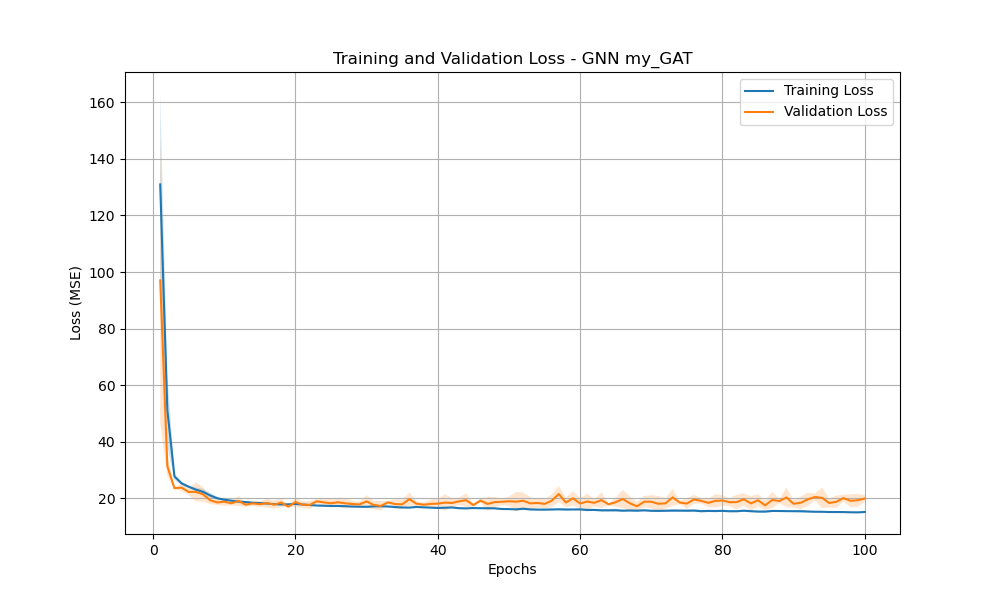 Training and Validation Loss - GNN my_GAT
Training Loss
Validation Loss
Loss (MSE)
160
140
120
100
80
60
40
20
0
20
40
60
80
100
Epochs